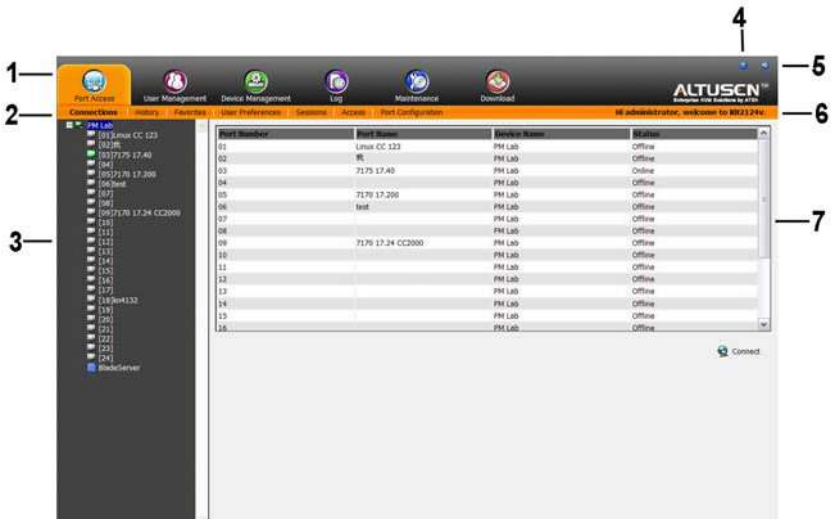 4
1
5
Port Access User Management Device Management Log Maintenance Download
ALTUSCN™
Enterprise KVM Solutions by ATEN
2
Connections History Favorites User Preferences Sessions Access Port Configuration
Hi administrator, welcome to
6
PM Lab
[01]Linux CC 123
[03]7175 17.40
[04]
[05]7170 17.200
[06]test
[07]
[08]
[09]7170 17.24 CC2000
[10]
[11]
[12]
[13]
[14]
[15]
[16]
[17]
[18]kn4132
[19]
[20]
[21]
[22]
[23]
[24]
BladeServer
3
Port Number Port Name Device Name Status
01 Linux CC 123 PM Lab Offline
02 PM Lab Offline
03 7175 17.40 PM Lab Online
04 PM Lab Offline
05 7170 17.200 PM Lab Offline
06 test PM Lab Offline
07 PM Lab Offline
08 PM Lab Offline
09 7170 17.24 CC2000 PM Lab Offline
10 PM Lab Offline
11 PM Lab Offline
12 PM Lab Offline
13 PM Lab Offline
14 PM Lab Offline
15 PM Lab Offline
16 PM Lab Offline
7
Connect